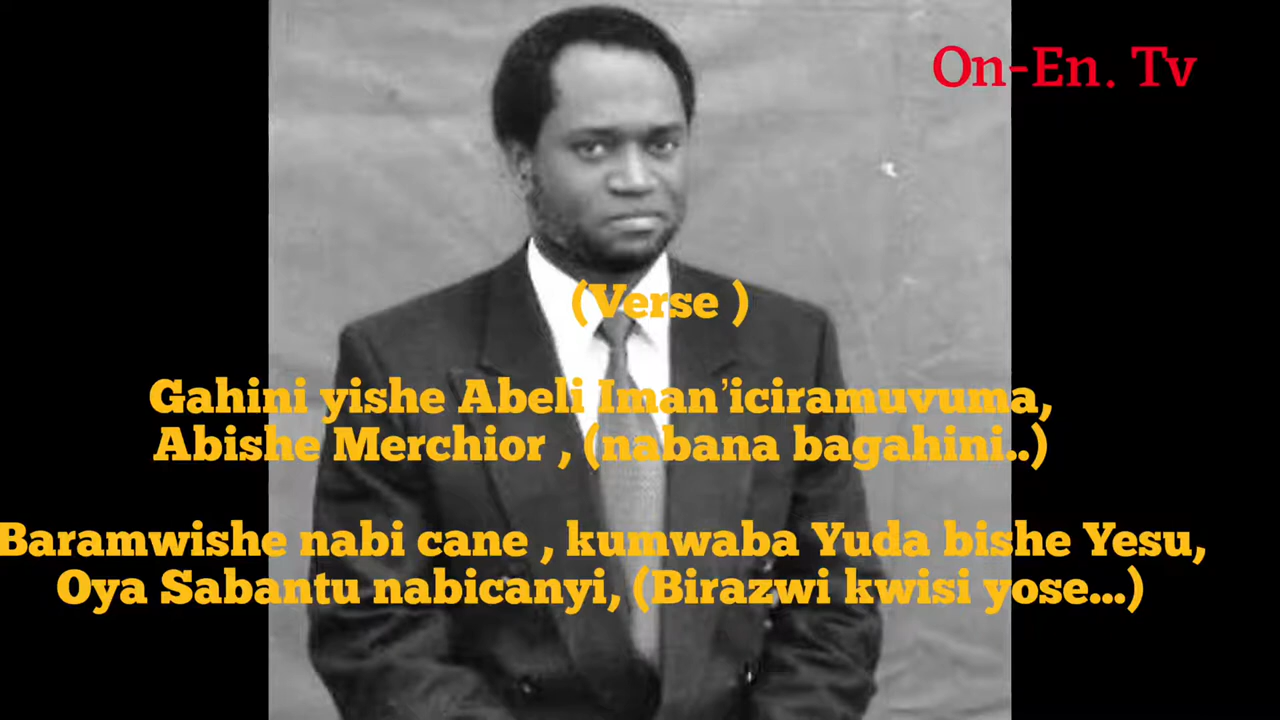 On-En. Tv
(Verse )
Gahini yishe Abeli Iman’iciramuvuma,
Abishe Merchior , (nabana bagahini..)
Baramwishe nabi cane , kumwaba Yuda bishe Yesu,
Oya Sabantu nabicanyi, (Birazwi kwisi yose...)